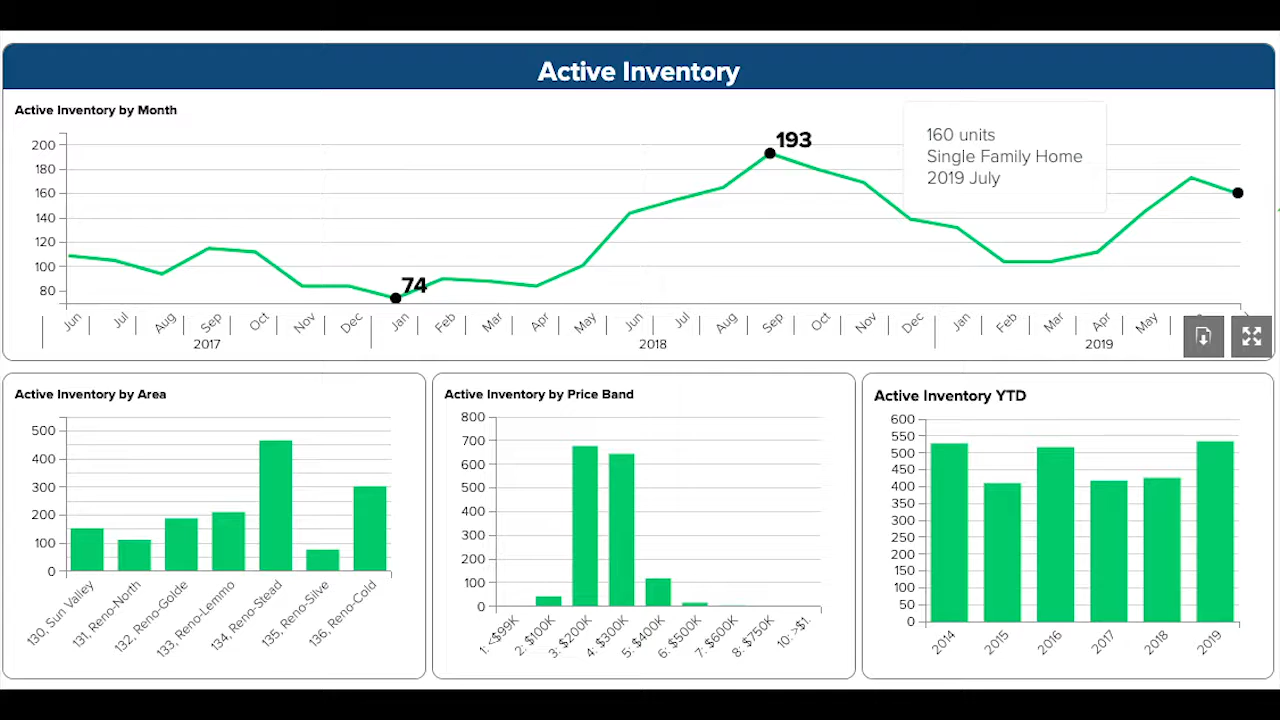 Active Inventory
Active Inventory by Month
193
160 units
Single Family Home
2019 July
74
200
180
160
140
120
100
80
Jun Jul Aug Sep Oct Nov Dec Jan Feb Mar Apr May Jun Jul Aug Sep Oct Nov Dec Jan Feb Mar Apr May
2017 2018 2019
Active Inventory by Area
500
400
300
200
100
0
130, Sun Valley
131, Reno-North
132, Reno-Golde
133, Reno-Lemmo
134, Reno-Stead
135, Reno-Silve
136, Reno-Cold
Active Inventory by Price Band
800
700
600
500
400
300
200
100
0
1: <$99K
2: $100K
3: $200K
4: $300K
5: $400K
6: $500K
7: $600K
8: $750K
10: >$1.
Active Inventory YTD
600
550
500
450
400
350
300
250
200
150
100
50
0
2014
2015
2016
2017
2018
2019